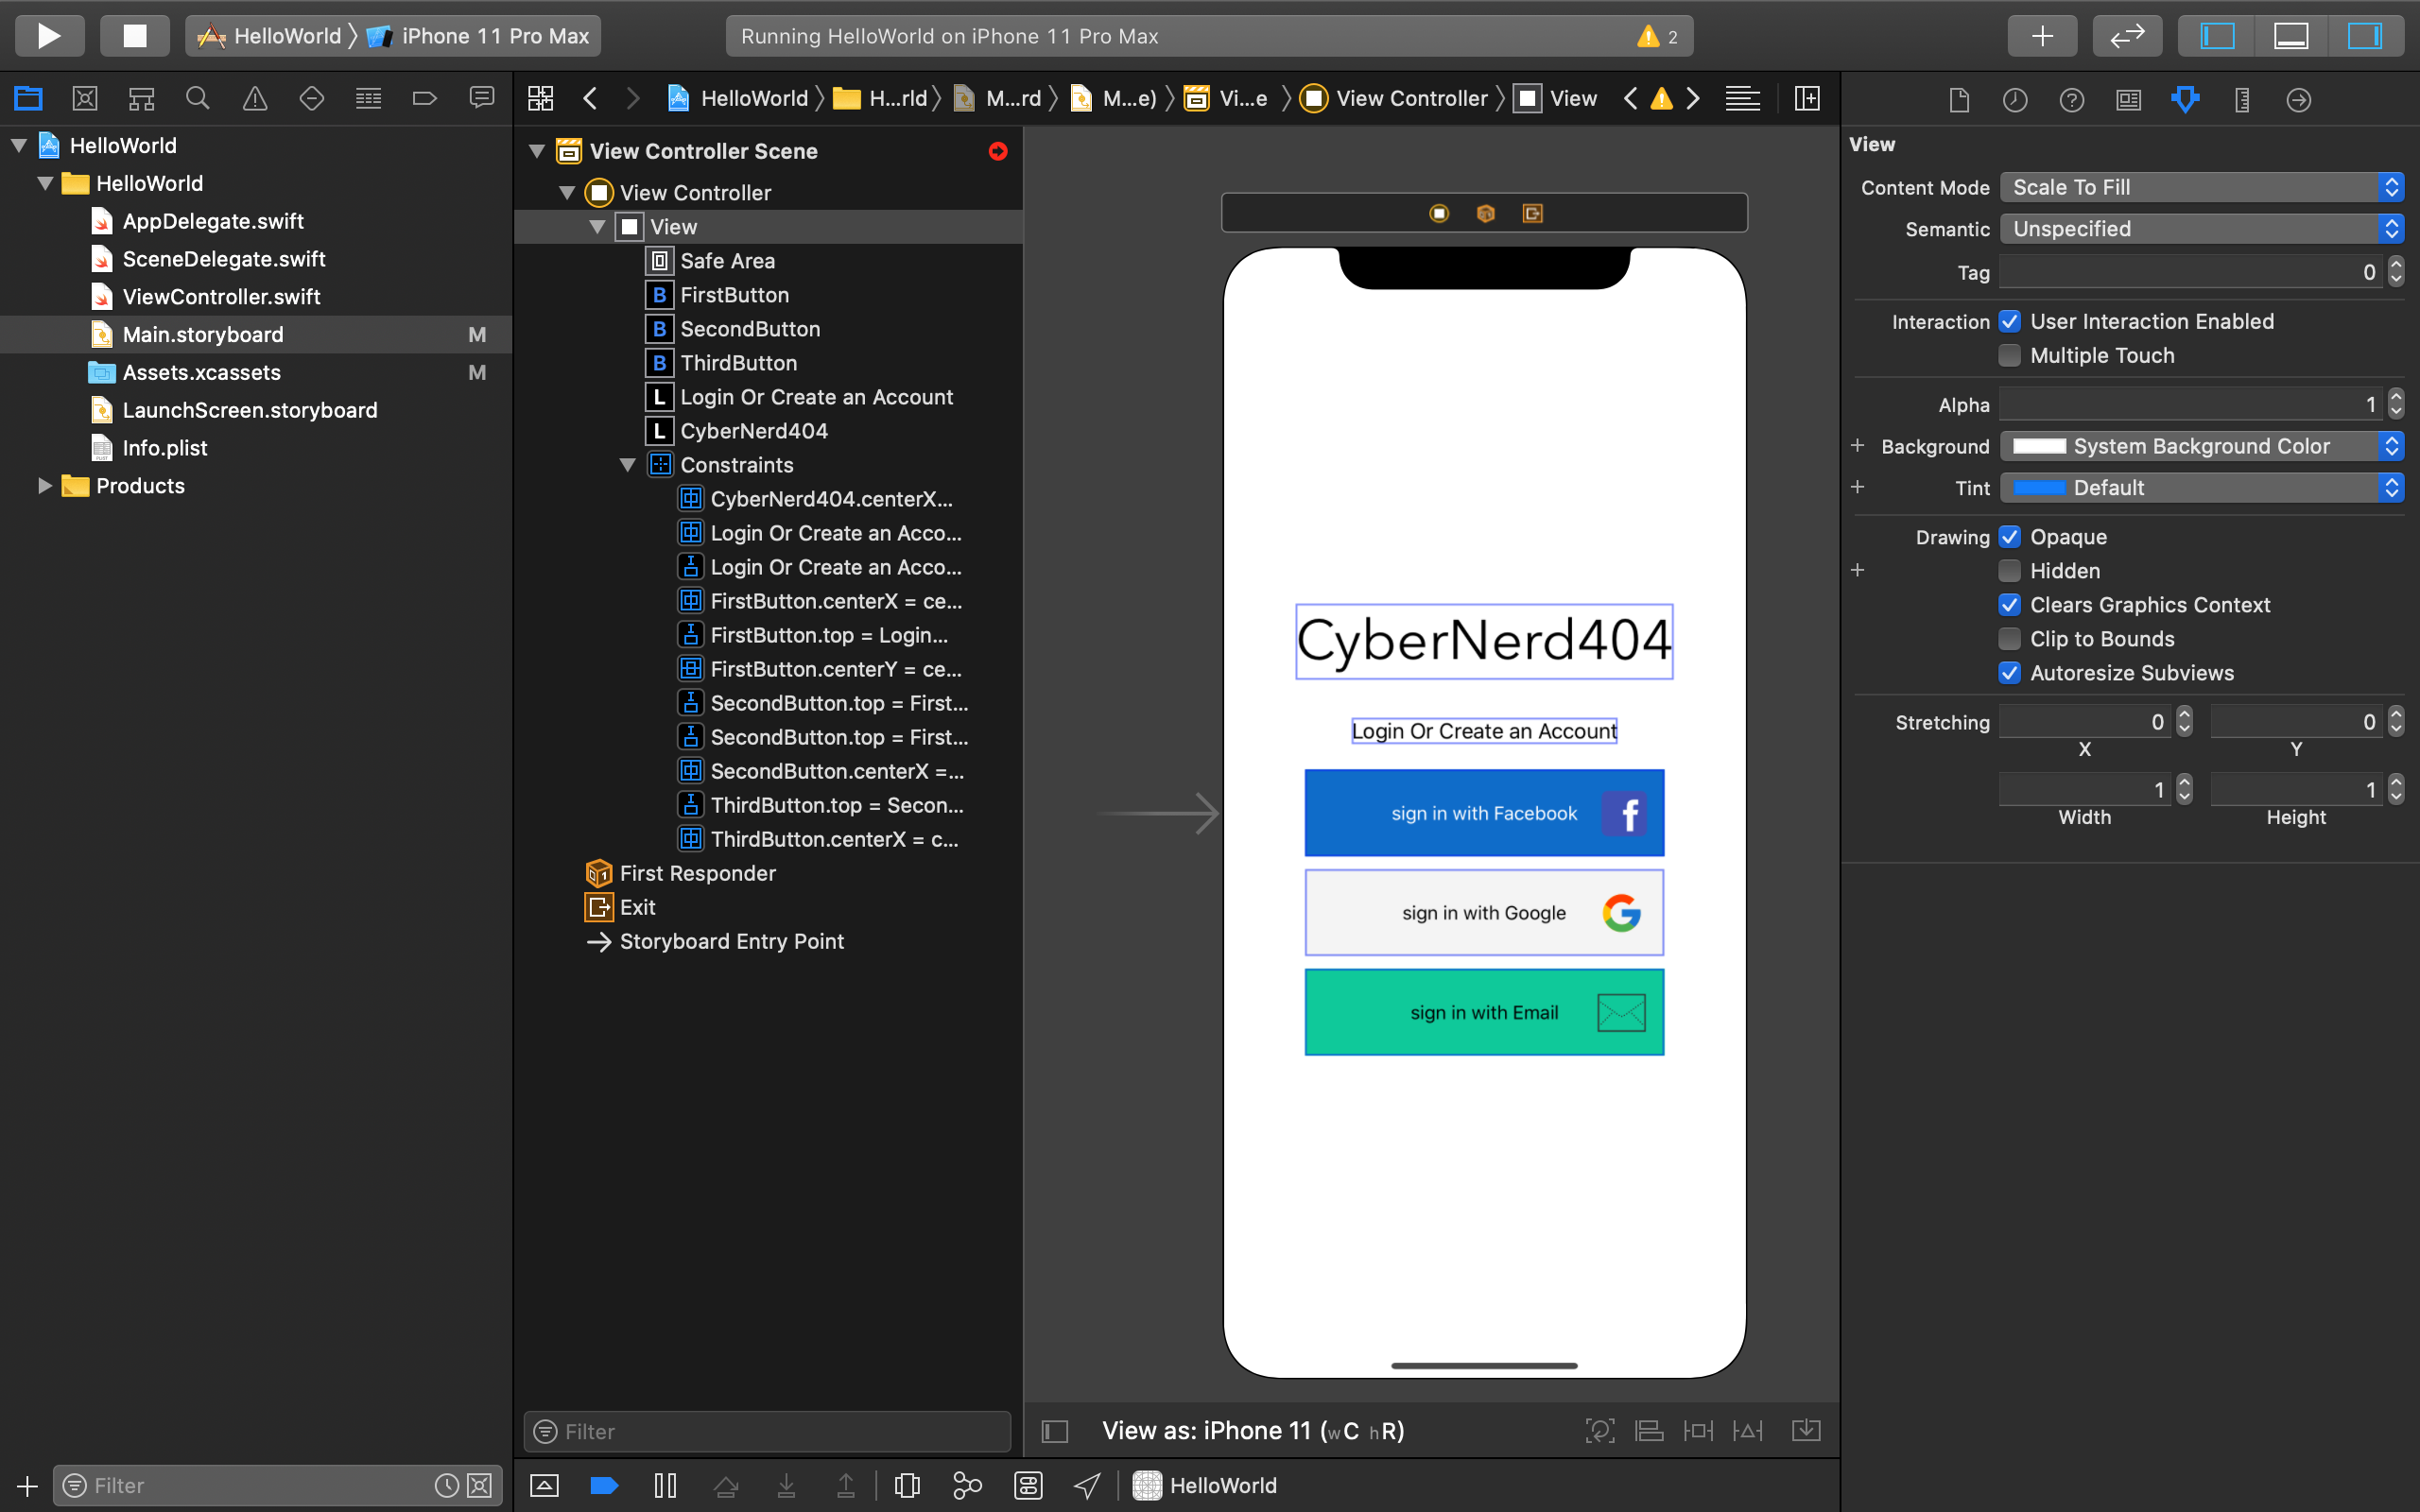 HelloWorld
iPhone 11 Pro Max
Running HelloWorld on iPhone 11 Pro Max
2
HelloWorld
H...rld
M...rd
M...e)
Vi...e
View Controller
View
HelloWorld
HelloWorld
AppDelegate.swift
SceneDelegate.swift
ViewController.swift
Main.storyboard M
Assets.xcassets M
LaunchScreen.storyboard
Info.plist
Products
Filter
View Controller Scene
View Controller
View
Safe Area
B FirstButton
B SecondButton
B ThirdButton
L Login Or Create an Account
L CyberNerd404
Constraints
CyberNerd404.centerX...
Login Or Create an Acco...
Login Or Create an Acco...
FirstButton.centerX = ce...
FirstButton.top = Login...
FirstButton.centerY = ce...
SecondButton.top = First...
SecondButton.top = First...
SecondButton.centerX =...
ThirdButton.top = Secon...
ThirdButton.centerX = c...
First Responder
Exit
Storyboard Entry Point
Filter
CyberNerd404
Login Or Create an Account
sign in with Facebook f
sign in with Google G
sign in with Email
View as: iPhone 11 (wC hR)
HelloWorld
View
Content Mode Scale To Fill
Semantic Unspecified
Tag 0
Interaction User Interaction Enabled
Multiple Touch
Alpha 1
+ Background System Background Color
+ Tint Default
Drawing Opaque
+ Hidden
Clears Graphics Context
Clip to Bounds
Autoresize Subviews
Stretching 0 0
X Y
1 1
Width Height